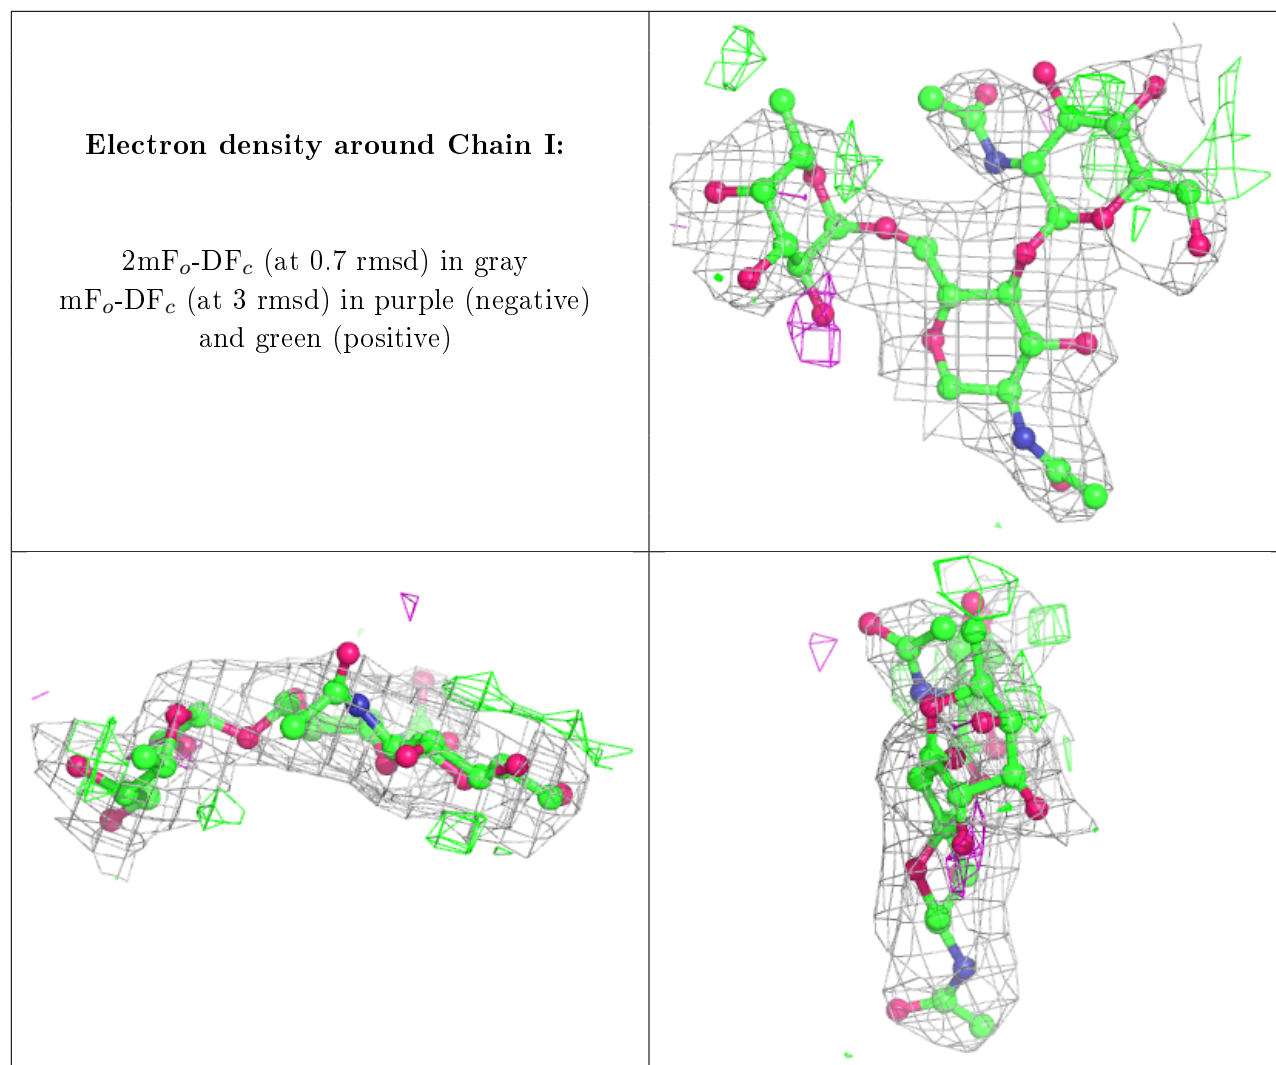 Electron density around Chain I:
2mFo-DFc (at 0.7 rmsd) in gray
mFo-DFc (at 3 rmsd) in purple (negative)
and green (positive)